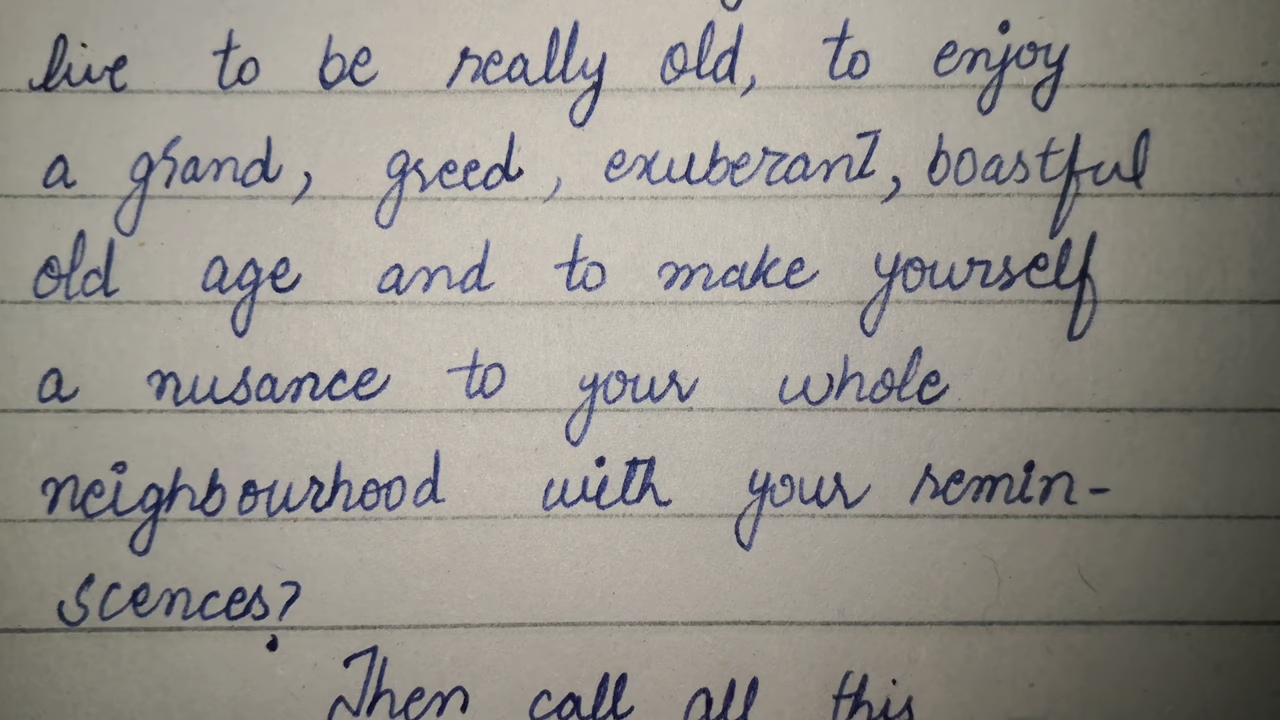 live to be really old, to enjoy
a grand, greed, exuberant, boastful
old age and to make yourself
a nusance to your whole
neighbourhood with your remin-
scences?
Then call all this